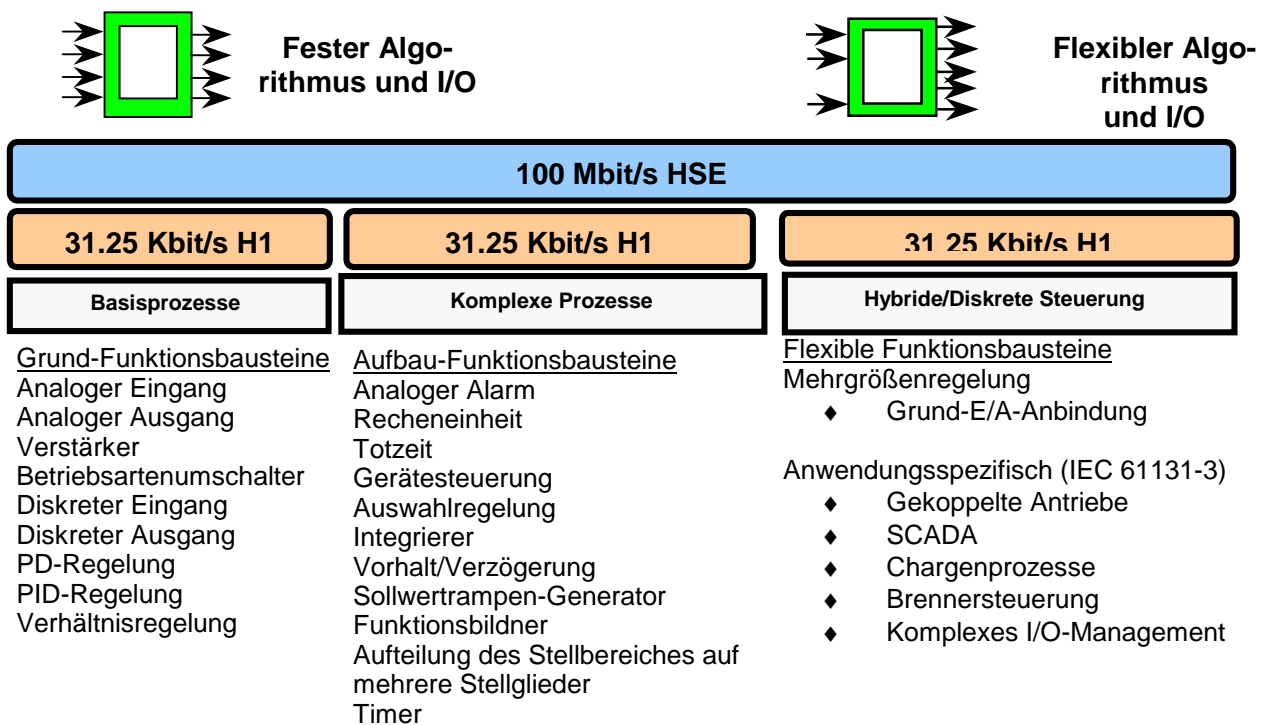 Fester Algo-
rithmus und I/O
Flexibler Algo-
rithmus
und I/O
100 Mbit/s HSE
31.25 Kbit/s H1
31.25 Kbit/s H1
31.25 Kbit/s H1
Basisprozesse
Komplexe Prozesse
Hybride/Diskrete Steuerung
Grund-Funktionsbausteine
Analoger Eingang
Analoger Ausgang
Verstärker
Betriebsartenumschalter
Diskreter Eingang
Diskreter Ausgang
PD-Regelung
PID-Regelung
Verhältnisregelung
Aufbau-Funktionsbausteine
Analoger Alarm
Recheneinheit
Totzeit
Gerätesteuerung
Auswahlregelung
Integrierer
Vorhalt/Verzögerung
Sollwertrampen-Generator
Funktionsbildner
Aufteilung des Stellbereiches auf
mehrere Stellglieder
Timer
Flexible Funktionsbausteine
Mehrgrößenregelung
♦ Grund-E/A-Anbindung
Anwendungsspezifisch (IEC 61131-3)
♦ Gekoppelte Antriebe
♦ SCADA
♦ Chargenprozesse
♦ Brennersteuerung
♦ Komplexes I/O-Management